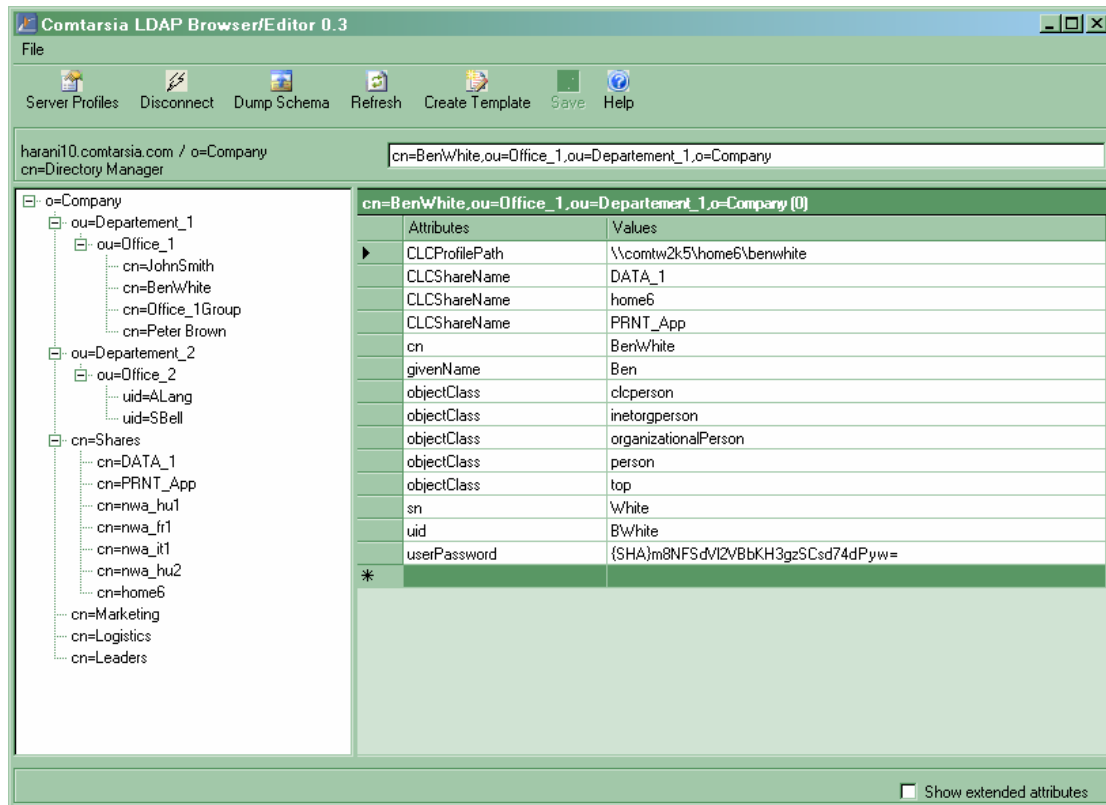 Comtarsia LDAP Browser/Editor 0.3
File
Server Profiles Disconnect Dump Schema Refresh Create Template Save Help
harani10.comtarsia.com / o=Company
cn=Directory Manager
cn=BenWhite,ou=Office_1,ou=Departement_1,o=Company
o=Company
ou=Departement_1
ou=Office_1
cn=JohnSmith
cn=BenWhite
cn=Office_1Group
cn=Peter Brown
ou=Departement_2
ou=Office_2
uid=ALang
uid=SBell
cn=Shares
cn=DATA_1
cn=PRNT_App
cn=nwa_hu1
cn=nwa_fr1
cn=nwa_it1
cn=nwa_hu2
cn=home6
cn=Marketing
cn=Logistics
cn=Leaders
cn=BenWhite,ou=Office_1,ou=Departement_1,o=Company (0)
Attributes Values
CLCProfilePath \\comtw2k5\home6\benwhite
CLCShareName DATA_1
CLCShareName home6
CLCShareName PRNT_App
cn BenWhite
givenName Ben
objectClass clcperson
objectClass inetorgperson
objectClass organizationalPerson
objectClass person
objectClass top
sn White
uid BWhite
userPassword {SHA}m8NFSdVl2VBbKH3gzSCsd74dPyw=
Show extended attributes